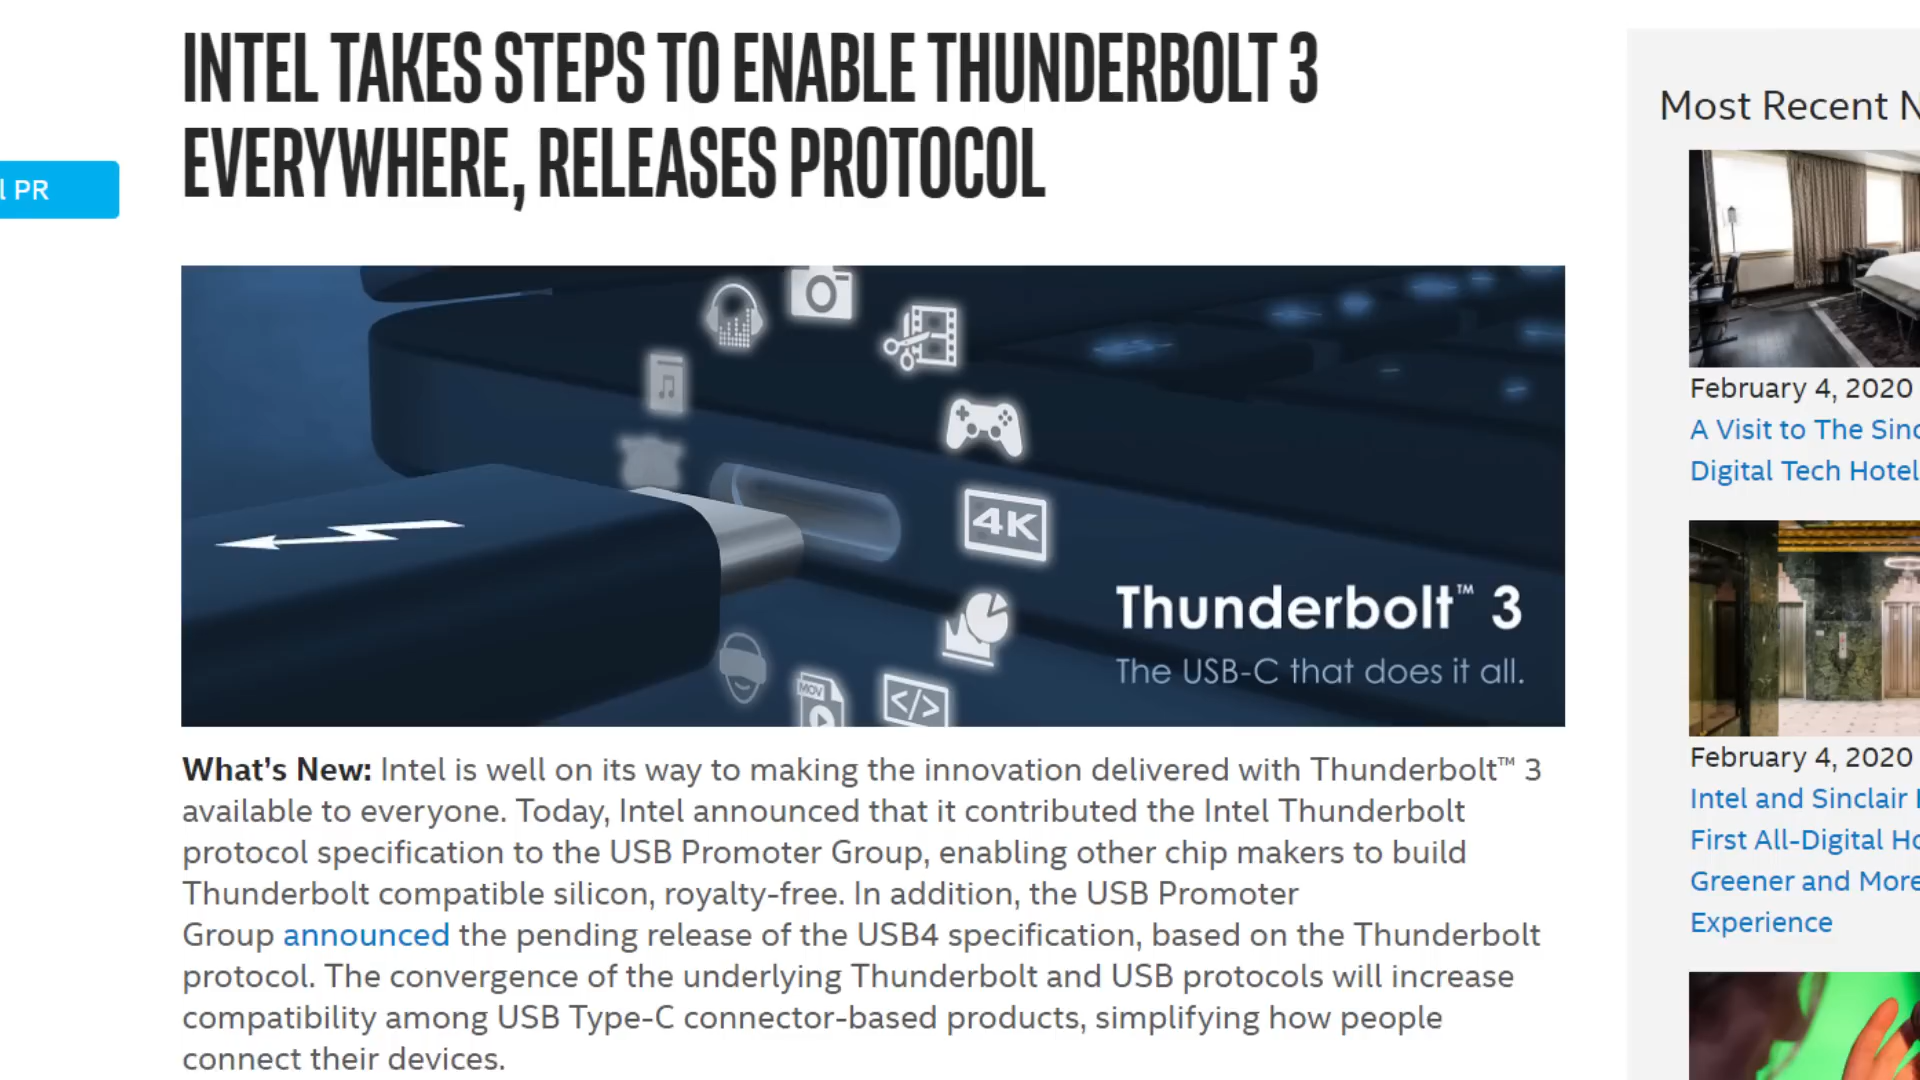 INTEL TAKES STEPS TO ENABLE THUNDERBOLT 3
EVERYWHERE, RELEASES PROTOCOL
PR
4K
MOV
</>
Thunderbolt™ 3
The USB-C that does it all.
What's New: Intel is well on its way to making the innovation delivered with Thunderbolt™ 3
available to everyone. Today, Intel announced that it contributed the Intel Thunderbolt
protocol specification to the USB Promoter Group, enabling other chip makers to build
Thunderbolt compatible silicon, royalty-free. In addition, the USB Promoter
Group announced the pending release of the USB4 specification, based on the Thunderbolt
protocol. The convergence of the underlying Thunderbolt and USB protocols will increase
compatibility among USB Type-C connector-based products, simplifying how people
connect their devices.
Most Recent
February 4, 2020
A Visit to The
Digital Tech Hotel
February 4, 2020
Intel and Sinclair
First All-Digital
Greener and More
Experience